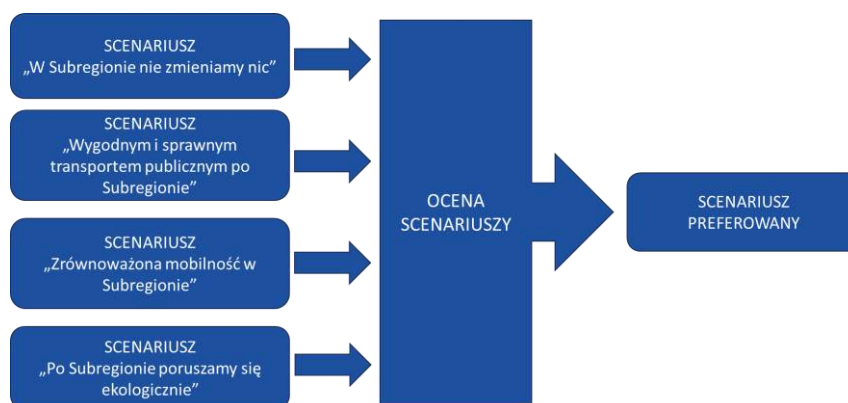 SCENARIUSZ
„W Subregionie nie zmieniamy nic”
SCENARIUSZ
„Wygodnym i sprawnym
transportem publicznym po
Subregionie”
SCENARIUSZ
„Zrównoważona mobilność w
Subregionie”
SCENARIUSZ
„Po Subregionie poruszamy się
ekologicznie”
OCENA
SCENARIUSZY
SCENARIUSZ
PREFEROWANY